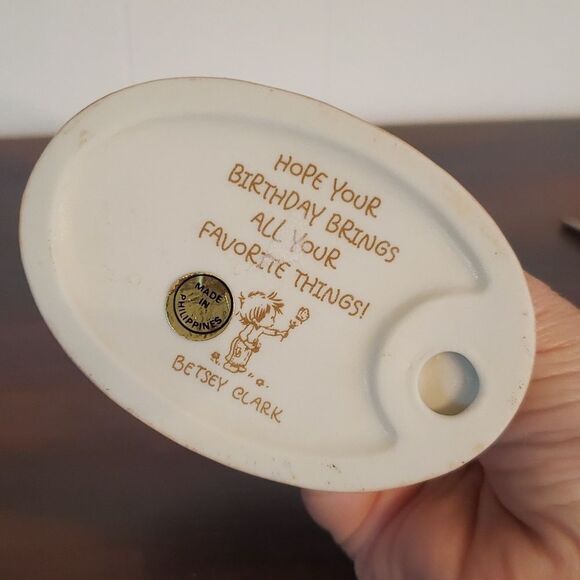 HOPE YOUR
BIRTHDAY BRINGS
ALL YOUR
FAVORITE THINGS!
MADE
IN
PHILIPPINES
BETSEY CLARK